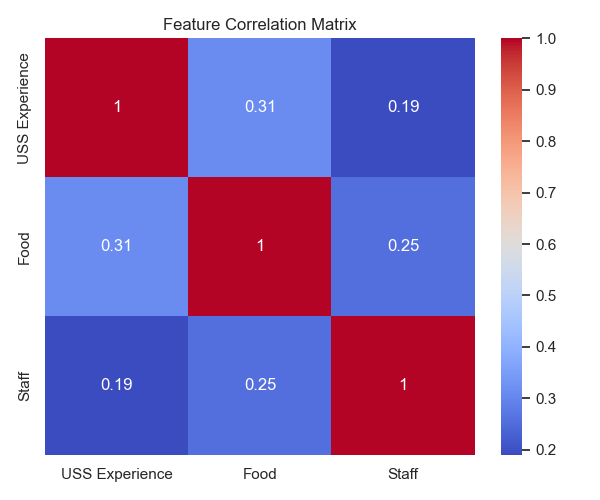 Feature Correlation Matrix
USS Experience
1
0.31
0.19
Food
0.31
1
0.25
Staff
0.19
0.25
1
USS Experience
Food
Staff
1.0
0.9
0.8
0.7
0.6
0.5
0.4
0.3
0.2